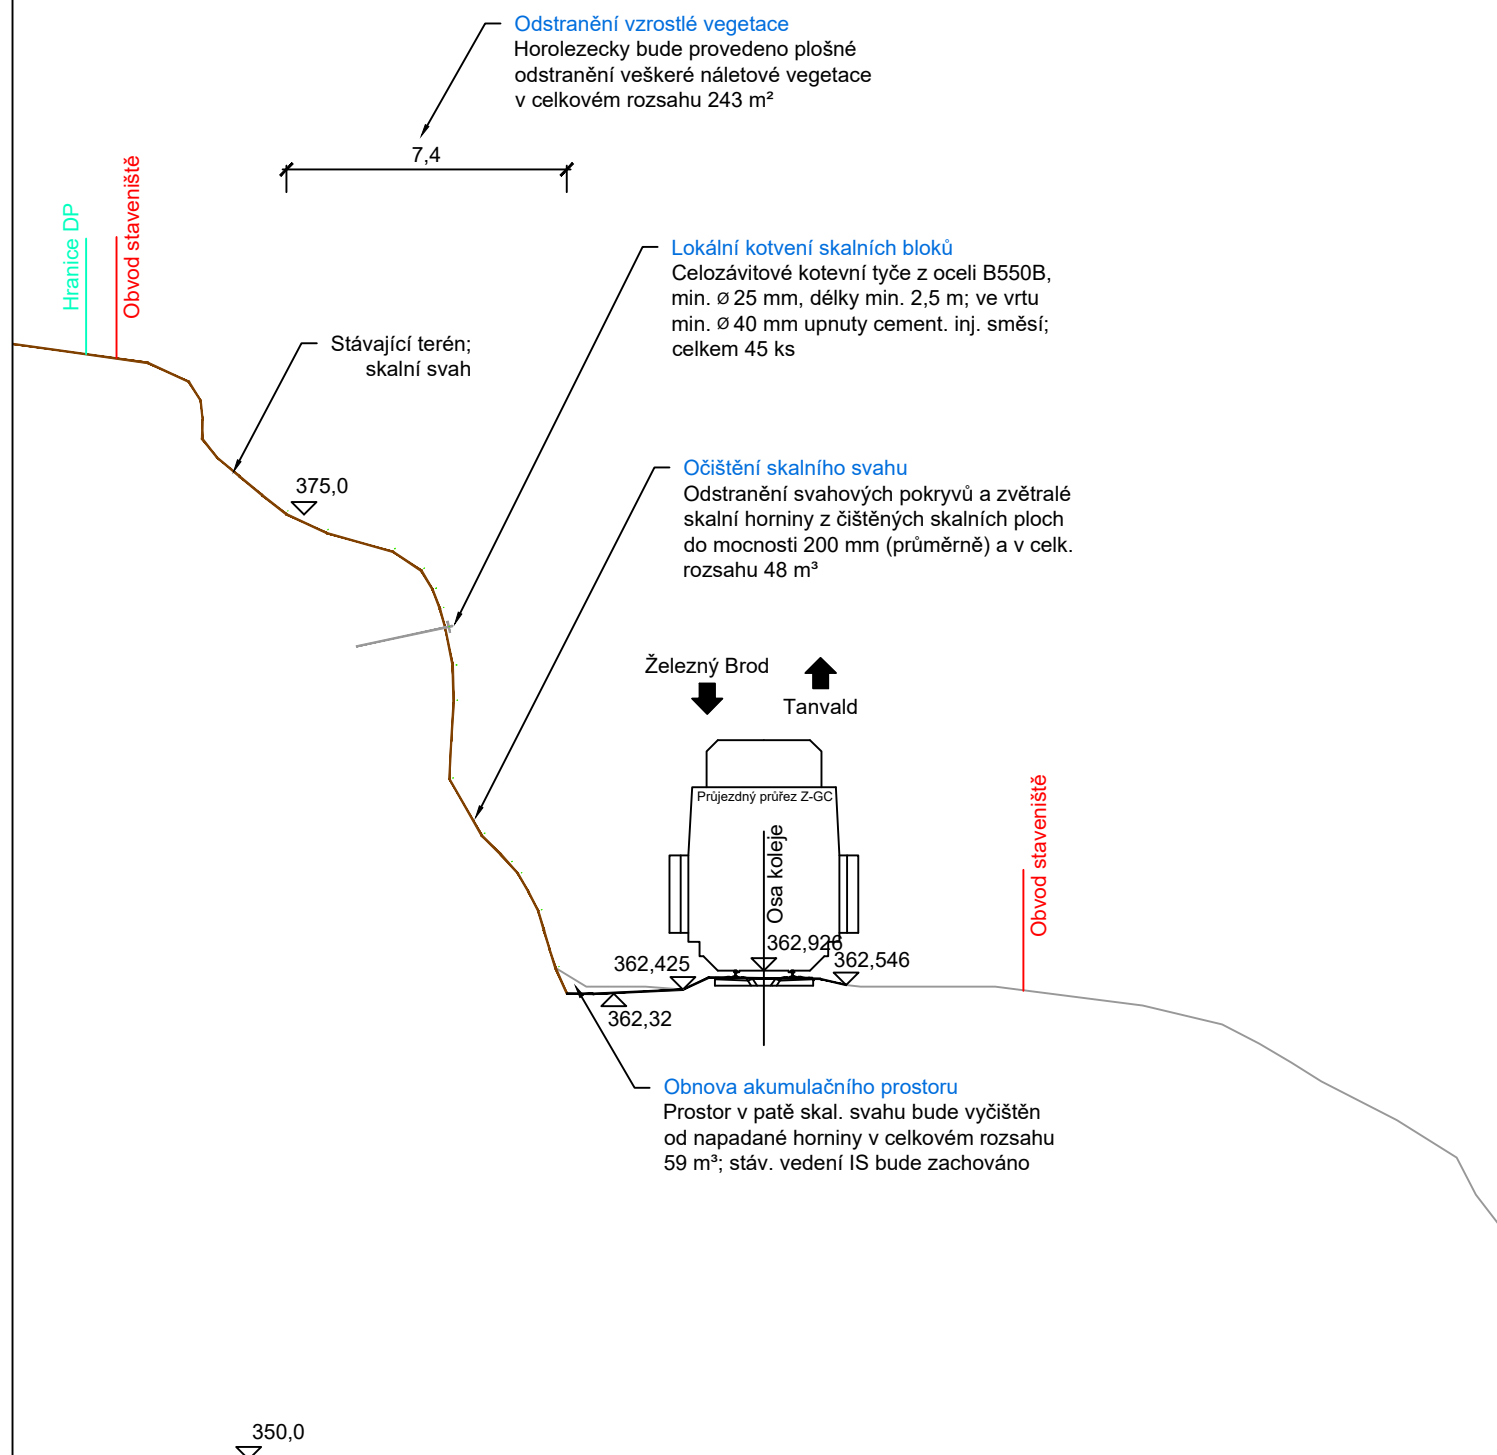 Odstranění vzrostlé vegetace
Horolezecky bude provedeno plošné
odstranění veškeré náletové vegetace
v celkovém rozsahu 243 m²
7,4
Hranice DP
Obvod staveniště
Lokální kotvení skalních bloků
Celozávitové kotevní tyče z oceli B550B,
min. ⌀ 25 mm, délky min. 2,5 m; ve vrtu
min. ⌀ 40 mm upnuty cement. inj. směsí;
celkem 45 ks
Stávající terén;
skalní svah
Očištění skalního svahu
Odstranění svahových pokryvů a zvětralé
skalní horniny z čištěných skalních ploch
do mocnosti 200 mm (průměrně) a v celk.
rozsahu 48 m³
375,0
Železný Brod
Tanvald
Průjezdný průřez Z-GC
Osa koleje
Obvod staveniště
362,926
362,425
362,546
362,32
Obnova akumulačního prostoru
Prostor v patě skal. svahu bude vyčištěn
od napadané horniny v celkovém rozsahu
59 m³; stáv. vedení IS bude zachováno
350,0